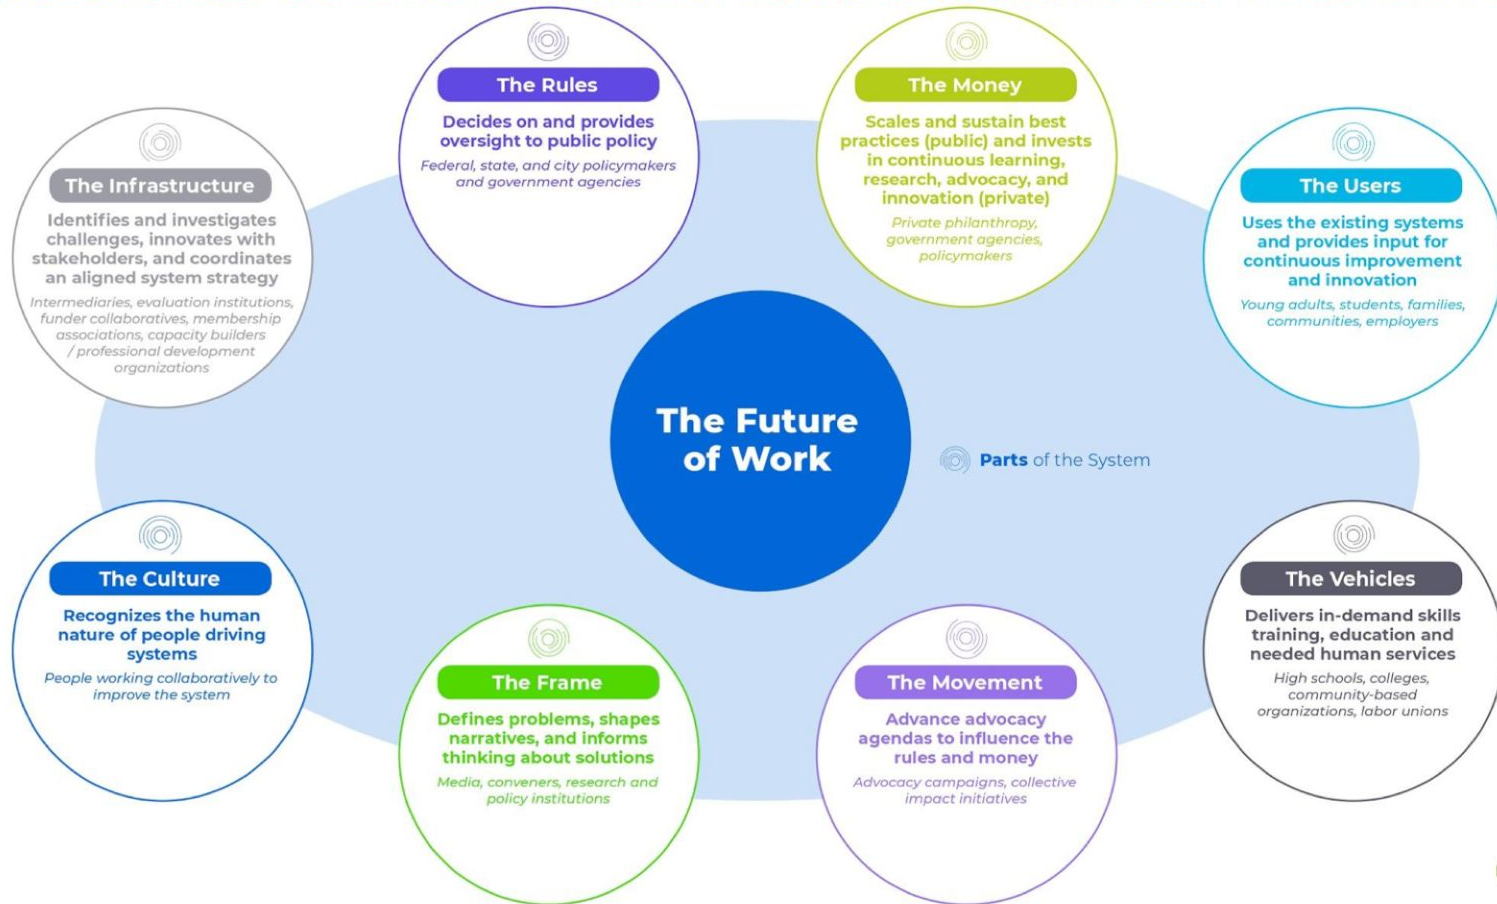 The Rules
Decides on and provides
oversight to public policy
Federal, state, and city policymakers
and government agencies
The Money
Scales and sustain best
practices (public) and invests
in continuous learning,
research, advocacy, and
innovation (private)
Private philanthropy,
government agencies,
policymakers
The Infrastructure
Identifies and investigates
challenges, innovates with
stakeholders, and coordinates
an aligned system strategy
Intermediaries, evaluation institutions,
funder collaboratives, membership
associations, capacity builders
/ professional development
organizations
The Users
Uses the existing systems
and provides input for
continuous improvement
and innovation
Young adults, students, families,
communities, employers
The Future
of Work
Parts of the System
The Culture
Recognizes the human
nature of people driving
systems
People working collaboratively to
improve the system
The Frame
Defines problems, shapes
narratives, and informs
thinking about solutions
Media, conveners, research and
policy institutions
The Movement
Advance advocacy
agendas to influence the
rules and money
Advocacy campaigns, collective
impact initiatives
The Vehicles
Delivers in-demand skills
training, education and
needed human services
High schools, colleges,
community-based
organizations, labor unions